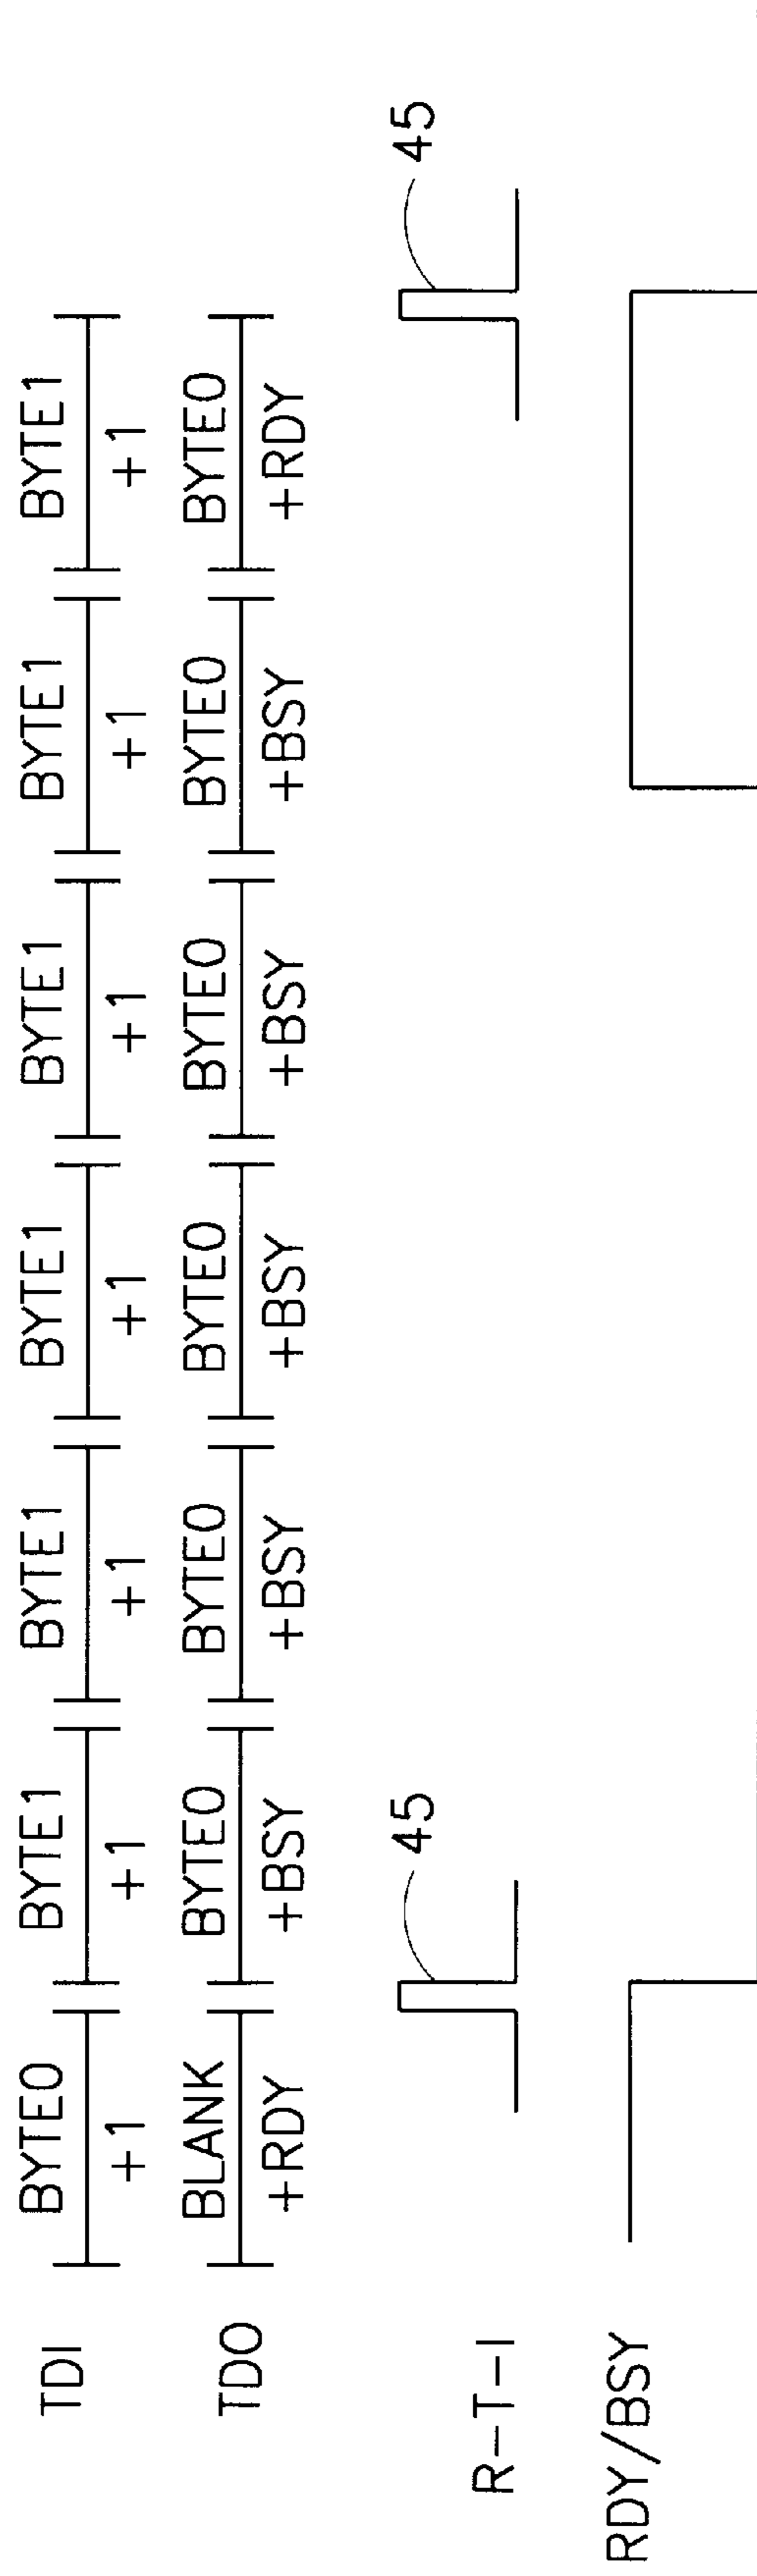 TDI
BYTE0 BYTE1 BYTE1 BYTE1 BYTE1 BYTE1 BYTE1
+1 +1 +1 +1 +1 +1 +1
TDO
BLANK BYTE0 BYTE0 BYTE0 BYTE0 BYTE0 BYTE0
+RDY +BSY +BSY +BSY +BSY +BSY +RDY
45 45
R-T-I
RDY/BSY